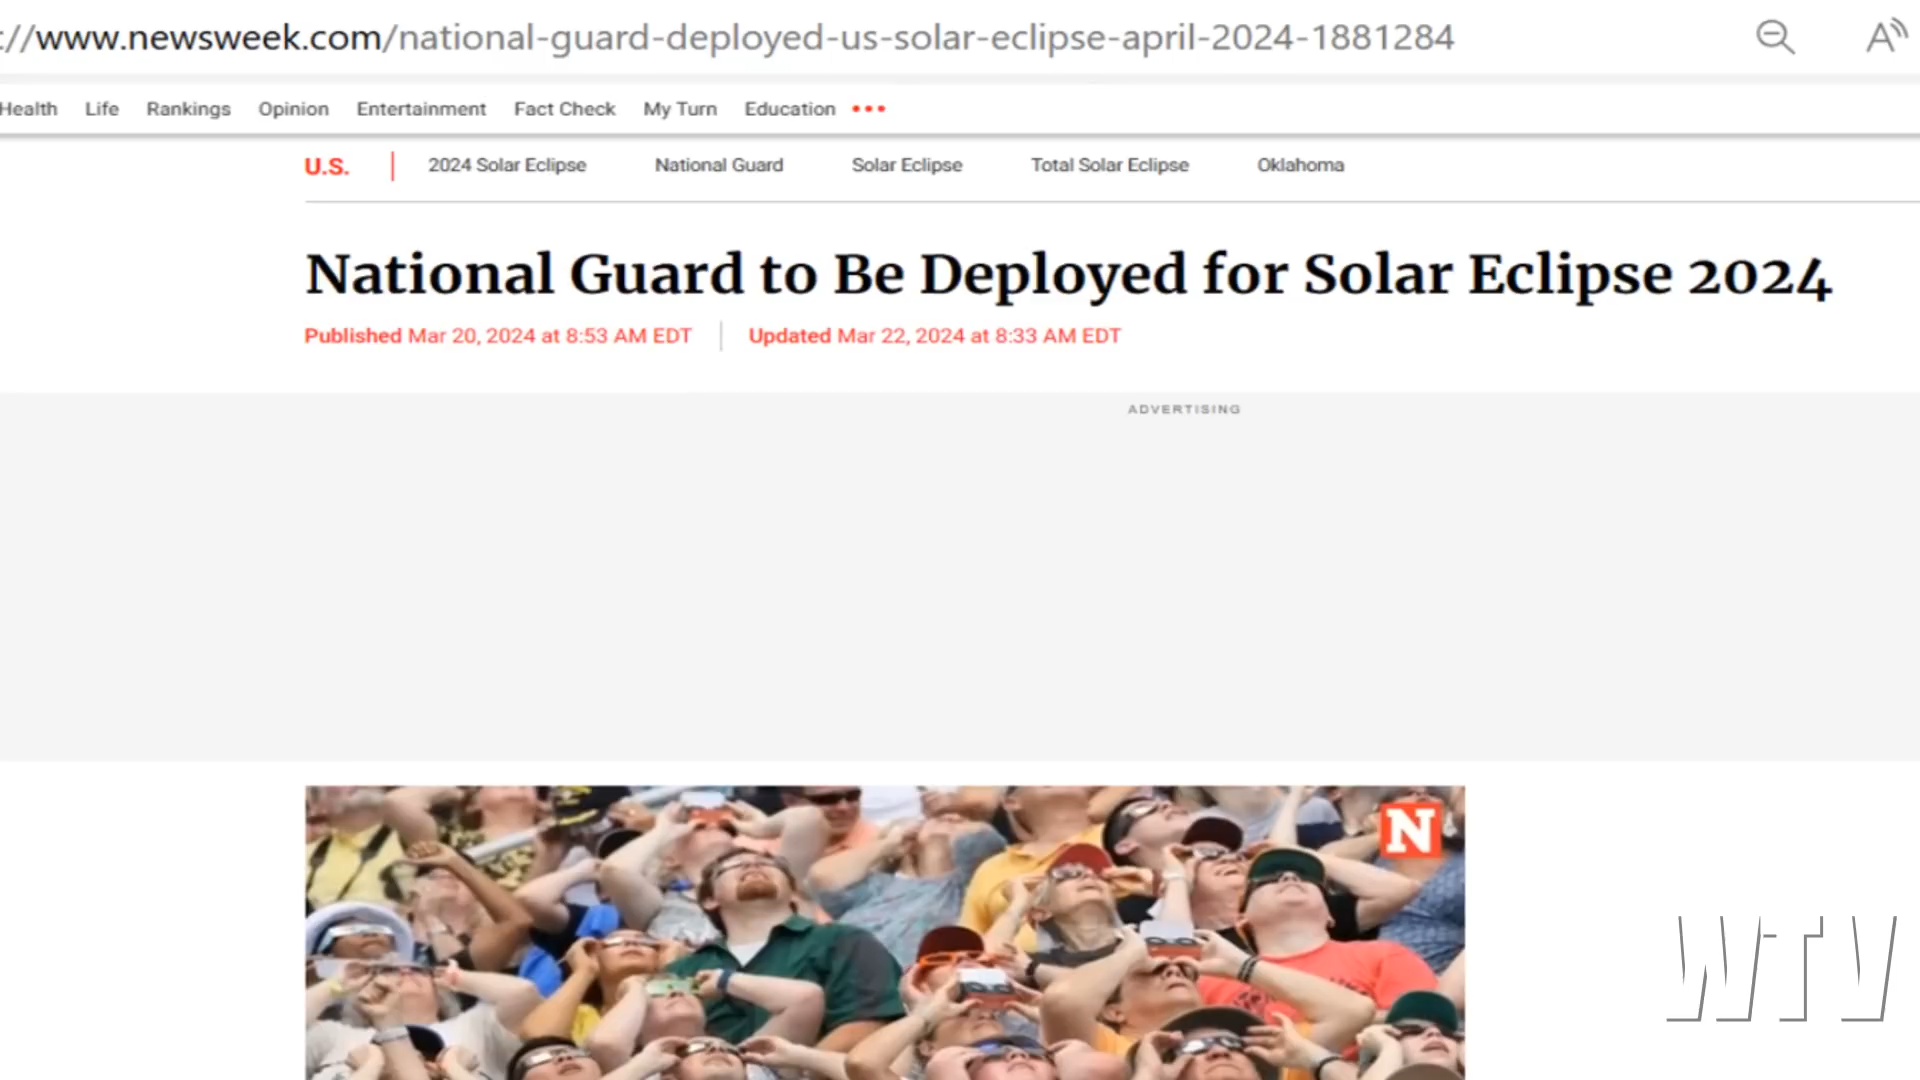 ://www.newsweek.com/national-guard-deployed-us-solar-eclipse-april-2024-1881284
Health Life Rankings Opinion Entertainment Fact Check My Turn Education
U.S. 2024 Solar Eclipse National Guard Solar Eclipse Total Solar Eclipse Oklahoma
National Guard to Be Deployed for Solar Eclipse 2024
Published Mar 20, 2024 at 8:53 AM EDT Updated Mar 22, 2024 at 8:33 AM EDT
ADVERTISING
N
WTV